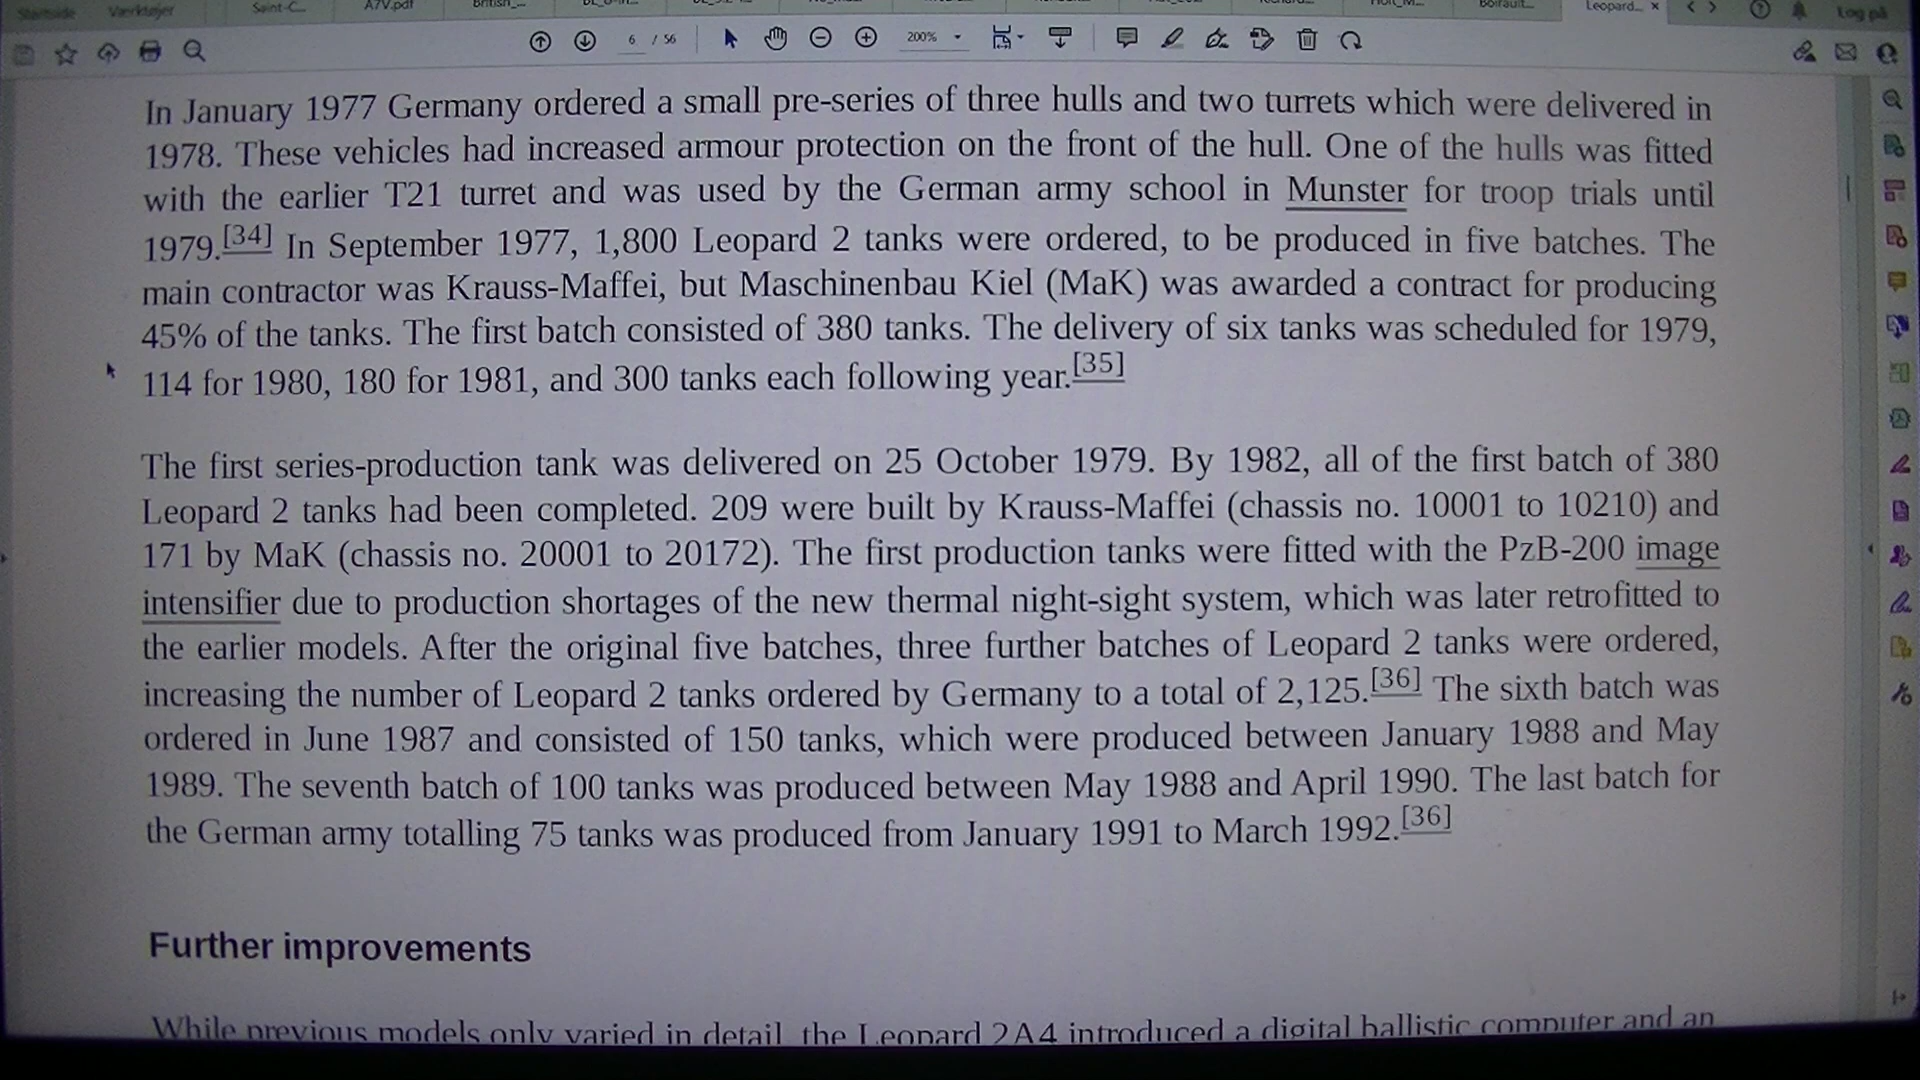 Startside Værktøjer Saint-C... A7V.pdf British_... Leopard... × Log på
6 / 56 200%
In January 1977 Germany ordered a small pre-series of three hulls and two turrets which were delivered in
1978. These vehicles had increased armour protection on the front of the hull. One of the hulls was fitted
with the earlier T21 turret and was used by the German army school in Munster for troop trials until
1979.[34] In September 1977, 1,800 Leopard 2 tanks were ordered, to be produced in five batches. The
main contractor was Krauss-Maffei, but Maschinenbau Kiel (MaK) was awarded a contract for producing
45% of the tanks. The first batch consisted of 380 tanks. The delivery of six tanks was scheduled for 1979,
114 for 1980, 180 for 1981, and 300 tanks each following year.[35]
The first series-production tank was delivered on 25 October 1979. By 1982, all of the first batch of 380
Leopard 2 tanks had been completed. 209 were built by Krauss-Maffei (chassis no. 10001 to 10210) and
171 by MaK (chassis no. 20001 to 20172). The first production tanks were fitted with the PzB-200 image
intensifier due to production shortages of the new thermal night-sight system, which was later retrofitted to
the earlier models. After the original five batches, three further batches of Leopard 2 tanks were ordered,
increasing the number of Leopard 2 tanks ordered by Germany to a total of 2,125.[36] The sixth batch was
ordered in June 1987 and consisted of 150 tanks, which were produced between January 1988 and May
1989. The seventh batch of 100 tanks was produced between May 1988 and April 1990. The last batch for
the German army totalling 75 tanks was produced from January 1991 to March 1992.[36]
Further improvements
While previous models only varied in detail, the Leopard 2A4 introduced a digital ballistic computer and an